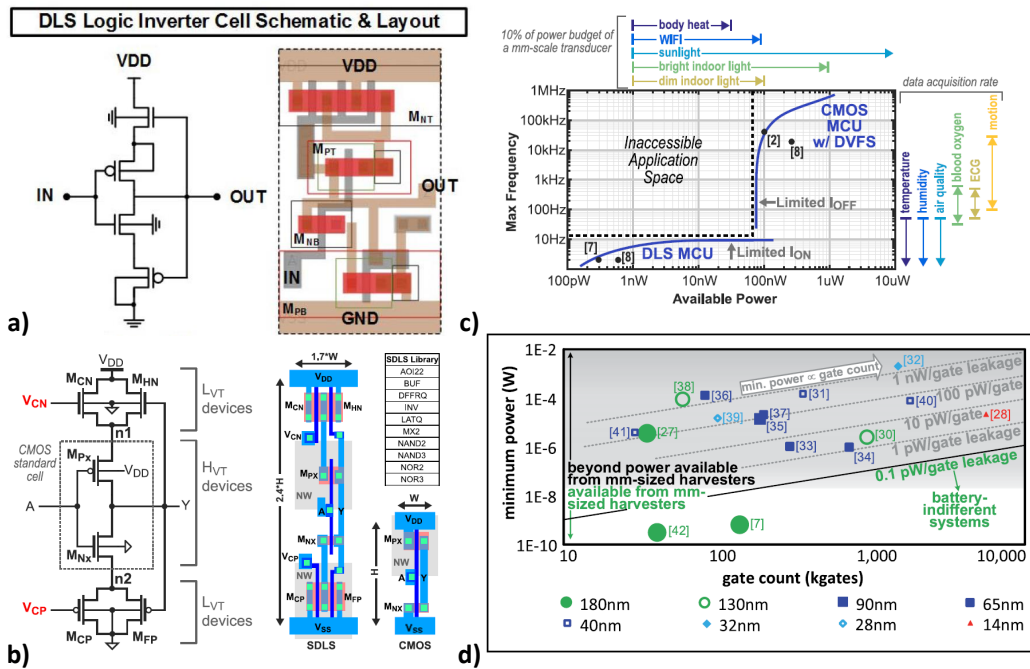 DLS Logic Inverter Cell Schematic & Layout
VDD
IN
OUT
VDD
M_NT
M_PT
OUT
M_NB
IN
M_PB
GND
a)
10% of power budget of
a mm-scale transducer
body heat
WIFI
sunlight
bright indoor light
dim indoor light
data acquisition rate
Max Frequency
1MHz
100kHz
10kHz
1kHz
100Hz
10Hz
1Hz
Inaccessible
Application
Space
CMOS
MCU
w/ DVFS
[2]
[8]
Limited I_OFF
[7]
[8]
DLS MCU
Limited I_ON
100pW
1nW
10nW
100nW
1uW
10uW
Available Power
temperature
humidity
air quality
blood oxygen
ECG
motion
c)
b)
V_DD
M_CN
M_HN
V_CN
L_VT
devices
n1
CMOS
standard
cell
M_Px
V_DD
H_VT
devices
A
Y
M_Nx
n2
V_CP
L_VT
devices
M_CP
M_FP
1,7*W
V_DD
M_CN
M_HN
V_CN
2.4*H
M_PX
NW
A
Y
M_NX
V_CP
NW
M_CP
M_FP
V_SS
SDLS
SDLS Library
AOI22
BUF
DFFRQ
INV
LATQ
MX2
NAND2
NAND3
NOR2
NOR3
W
V_DD
M_PX
NW
H
A
Y
M_NX
V_SS
CMOS
minimum power (W)
1E-2
1E-4
1E-6
1E-8
1E-10
min. power ∝ gate count
[32]
1 nW/gate leakage
[38]
[36]
[31]
[40]
100 pW/gate
[39]
[37]
[35]
10 pW/gate
[28]
[41]
[27]
[30]
[33]
[34]
1 pW/gate leakage
beyond power available
from mm-sized harvesters
0.1 pW/gate leakage
available from mm-
sized harvesters
battery-
indifferent
systems
[42]
[7]
10
100
1,000
10,000
gate count (kgates)
180nm
130nm
90nm
65nm
40nm
32nm
28nm
14nm
d)